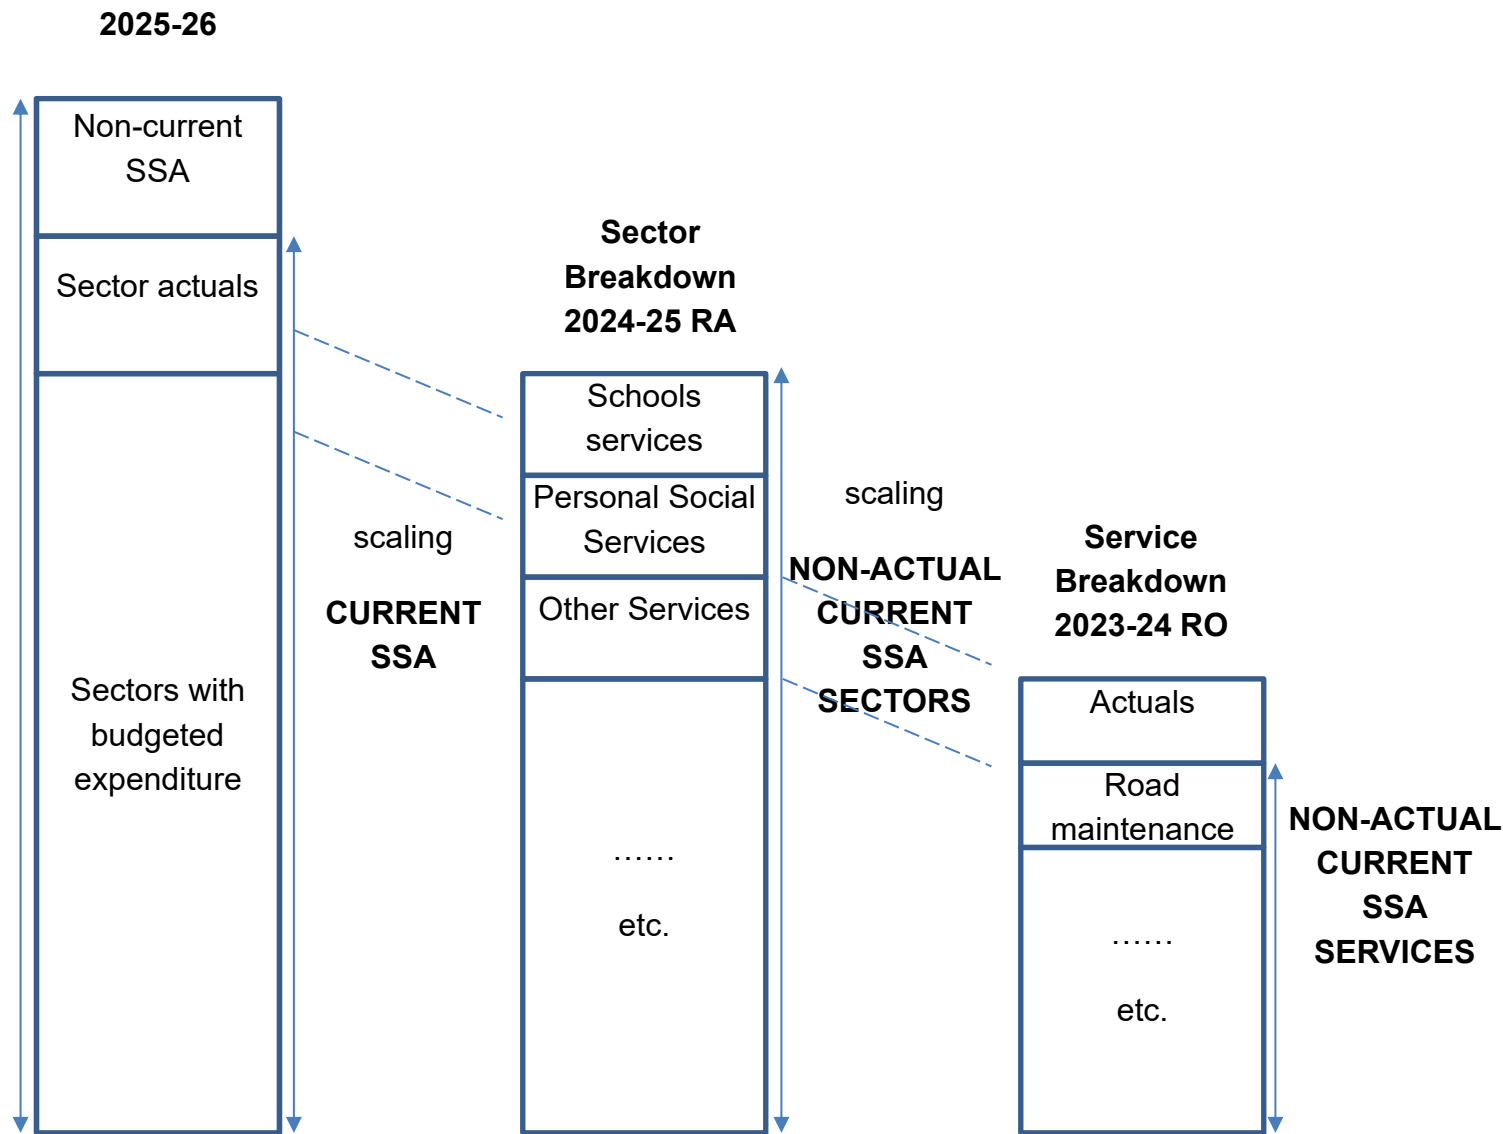 2025-26
Non-current
SSA
Sector actuals
Sectors with
budgeted
expenditure
scaling
CURRENT
SSA
Sector
Breakdown
2024-25 RA
Schools
services
Personal Social
Services
Other Services
......
etc.
scaling
NON-ACTUAL
CURRENT
SSA
SECTORS
Service
Breakdown
2023-24 RO
Actuals
Road
maintenance
......
etc.
NON-ACTUAL
CURRENT
SSA
SERVICES